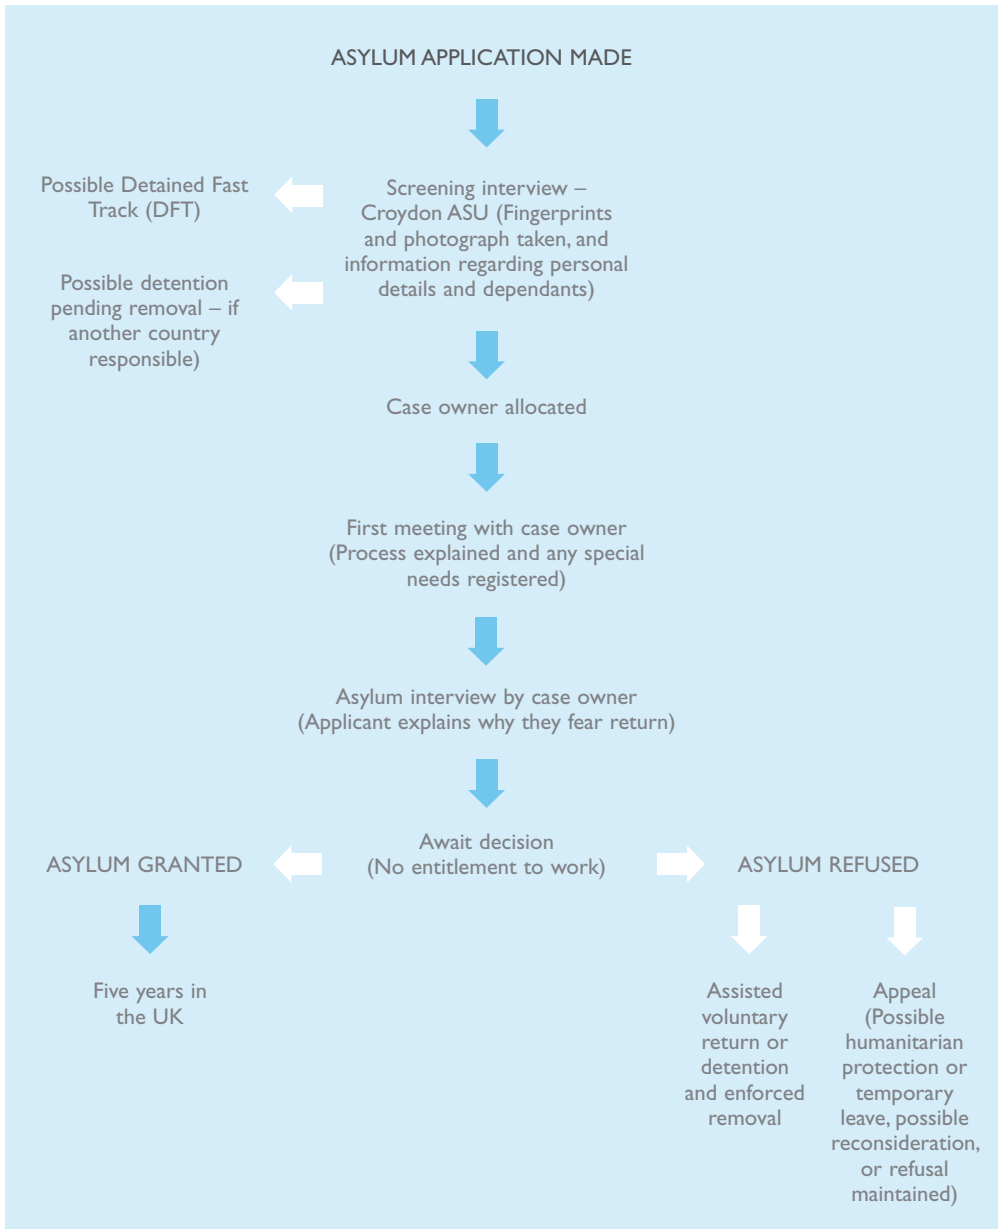 ASYLUM APPLICATION MADE
Possible Detained Fast
Track (DFT)
Screening interview –
Croydon ASU (Fingerprints
and photograph taken, and
information regarding personal
details and dependants)
Possible detention
pending removal – if
another country
responsible)
Case owner allocated
First meeting with case owner
(Process explained and any special
needs registered)
Asylum interview by case owner
(Applicant explains why they fear return)
Await decision
(No entitlement to work)
ASYLUM GRANTED
ASYLUM REFUSED
Five years in
the UK
Assisted
voluntary
return or
detention
and enforced
removal
Appeal
(Possible
humanitarian
protection or
temporary
leave, possible
reconsideration,
or refusal
maintained)